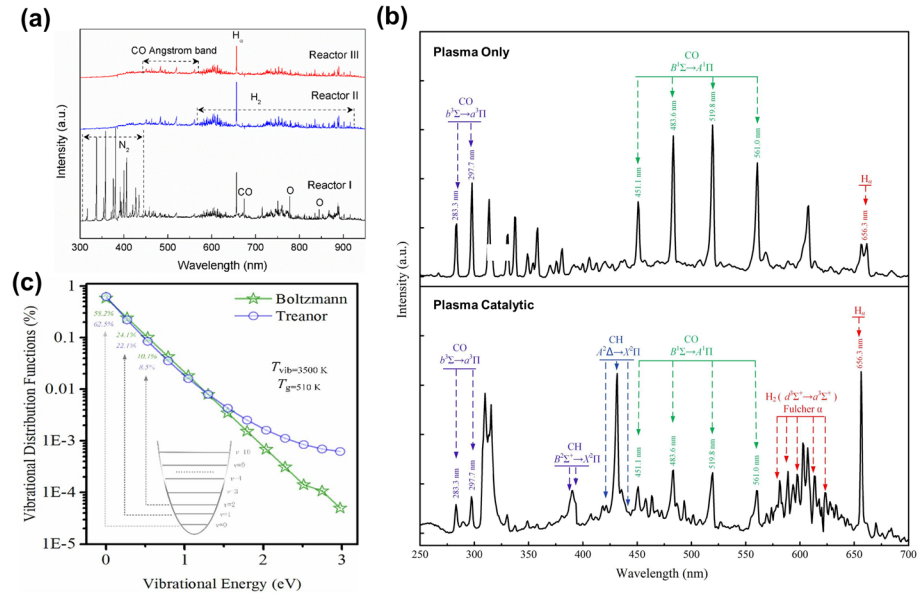 (a)
Hα
CO Angstrom band
Reactor III
H2
Reactor II
N2
Reactor I
CO
O
O
Intensity (a.u.)
300 400 500 600 700 800 900
Wavelength (nm)
(b)
Plasma Only
CO
b³Σ→a³Π
283.3 nm
297.7 nm
CO
B¹Σ→A¹Π
451.1 nm
483.6 nm
519.8 nm
561.0 nm
Hα
656.3 nm
Intensity (a.u.)
Plasma Catalytic
CO
b³Σ→a³Π
283.3 nm
297.7 nm
CH
B²Σ⁺→X²Π
CH
A²Δ→X²Π
CO
B¹Σ→A¹Π
451.1 nm
483.6 nm
519.8 nm
561.0 nm
H2 ( d³Σ⁺→a³Σ⁺)
Fulcher α
Hα
656.3 nm
250 300 350 400 450 500 550 600 650 700
Wavelength (nm)
(c)
Boltzmann
Treanor
Tvib=3500 K
Tg=510 K
58.2%
62.5%
24.1%
22.1%
10.1%
8.5%
v=3
v=2
v=1
v=0
1
0.1
0.01
1E-3
1E-4
1E-5
Vibrational Distribution Functions (%)
0 1 2 3
Vibrational Energy (eV)